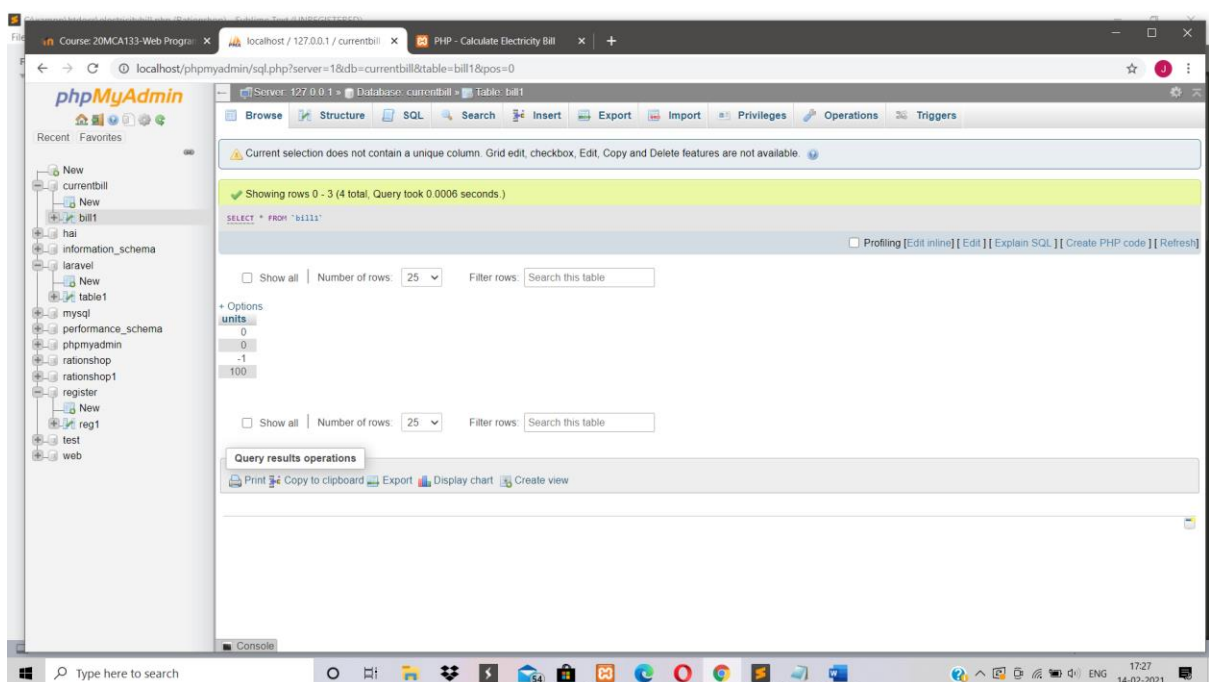 Course: 20MCA133-Web Program
localhost / 127.0.0.1 / currentbill
PHP - Calculate Electricity Bill
localhost/phpmyadmin/sql.php?server=1&db=currentbill&table=bill1&pos=0
J
phpMyAdmin
Recent Favorites
New
currentbill
New
bill1
hai
information_schema
laravel
New
table1
mysql
performance_schema
phpmyadmin
rationshop
rationshop1
register
New
reg1
test
web
Server: 127.0.0.1 » Database: currentbill » Table: bill1
Browse Structure SQL Search Insert Export Import Privileges Operations Triggers
Current selection does not contain a unique column. Grid edit, checkbox, Edit, Copy and Delete features are not available.
Showing rows 0 - 3 (4 total, Query took 0.0006 seconds.)
SELECT * FROM `bill1`
Profiling [Edit inline] [ Edit ] [ Explain SQL ] [ Create PHP code ] [ Refresh]
Show all | Number of rows: 25 Filter rows: Search this table
+ Options
units
0
0
-1
100
Show all | Number of rows: 25 Filter rows: Search this table
Query results operations
Print Copy to clipboard Export Display chart Create view
Console
Type here to search
54
ENG
17:27
14-02-2021